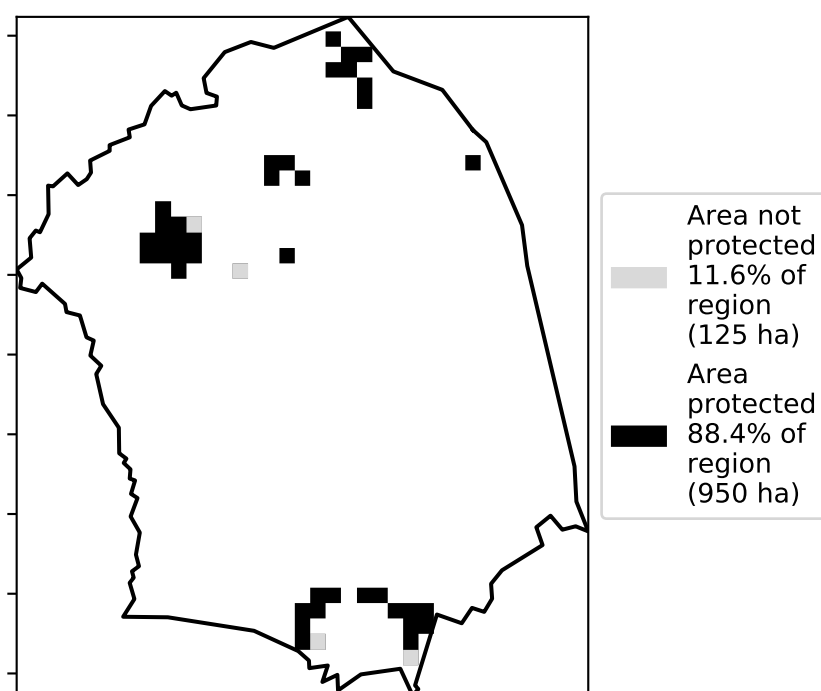 Area not
protected
11.6% of
region
(125 ha)
Area
protected
88.4% of
region
(950 ha)